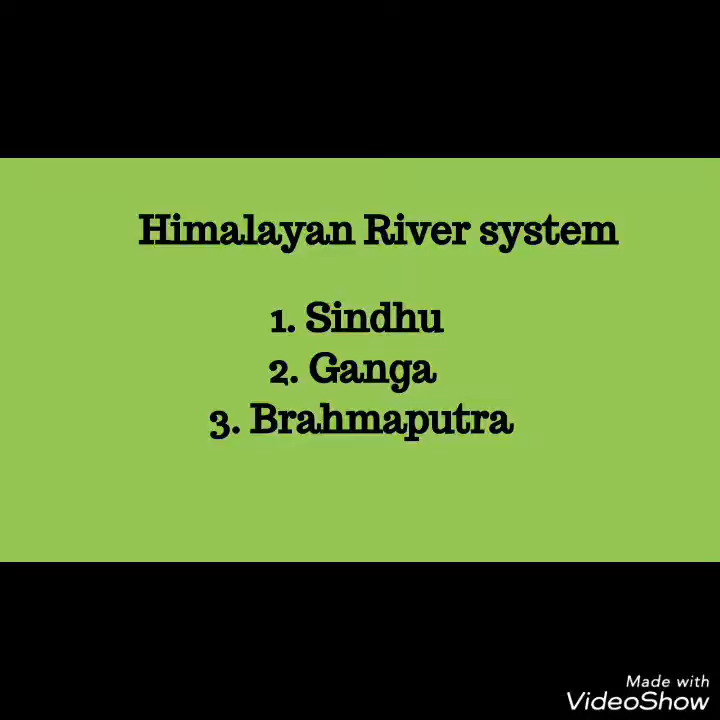 Himalayan River system
1. Sindhu
2. Ganga
3. Brahmaputra
Made with
VideoShow